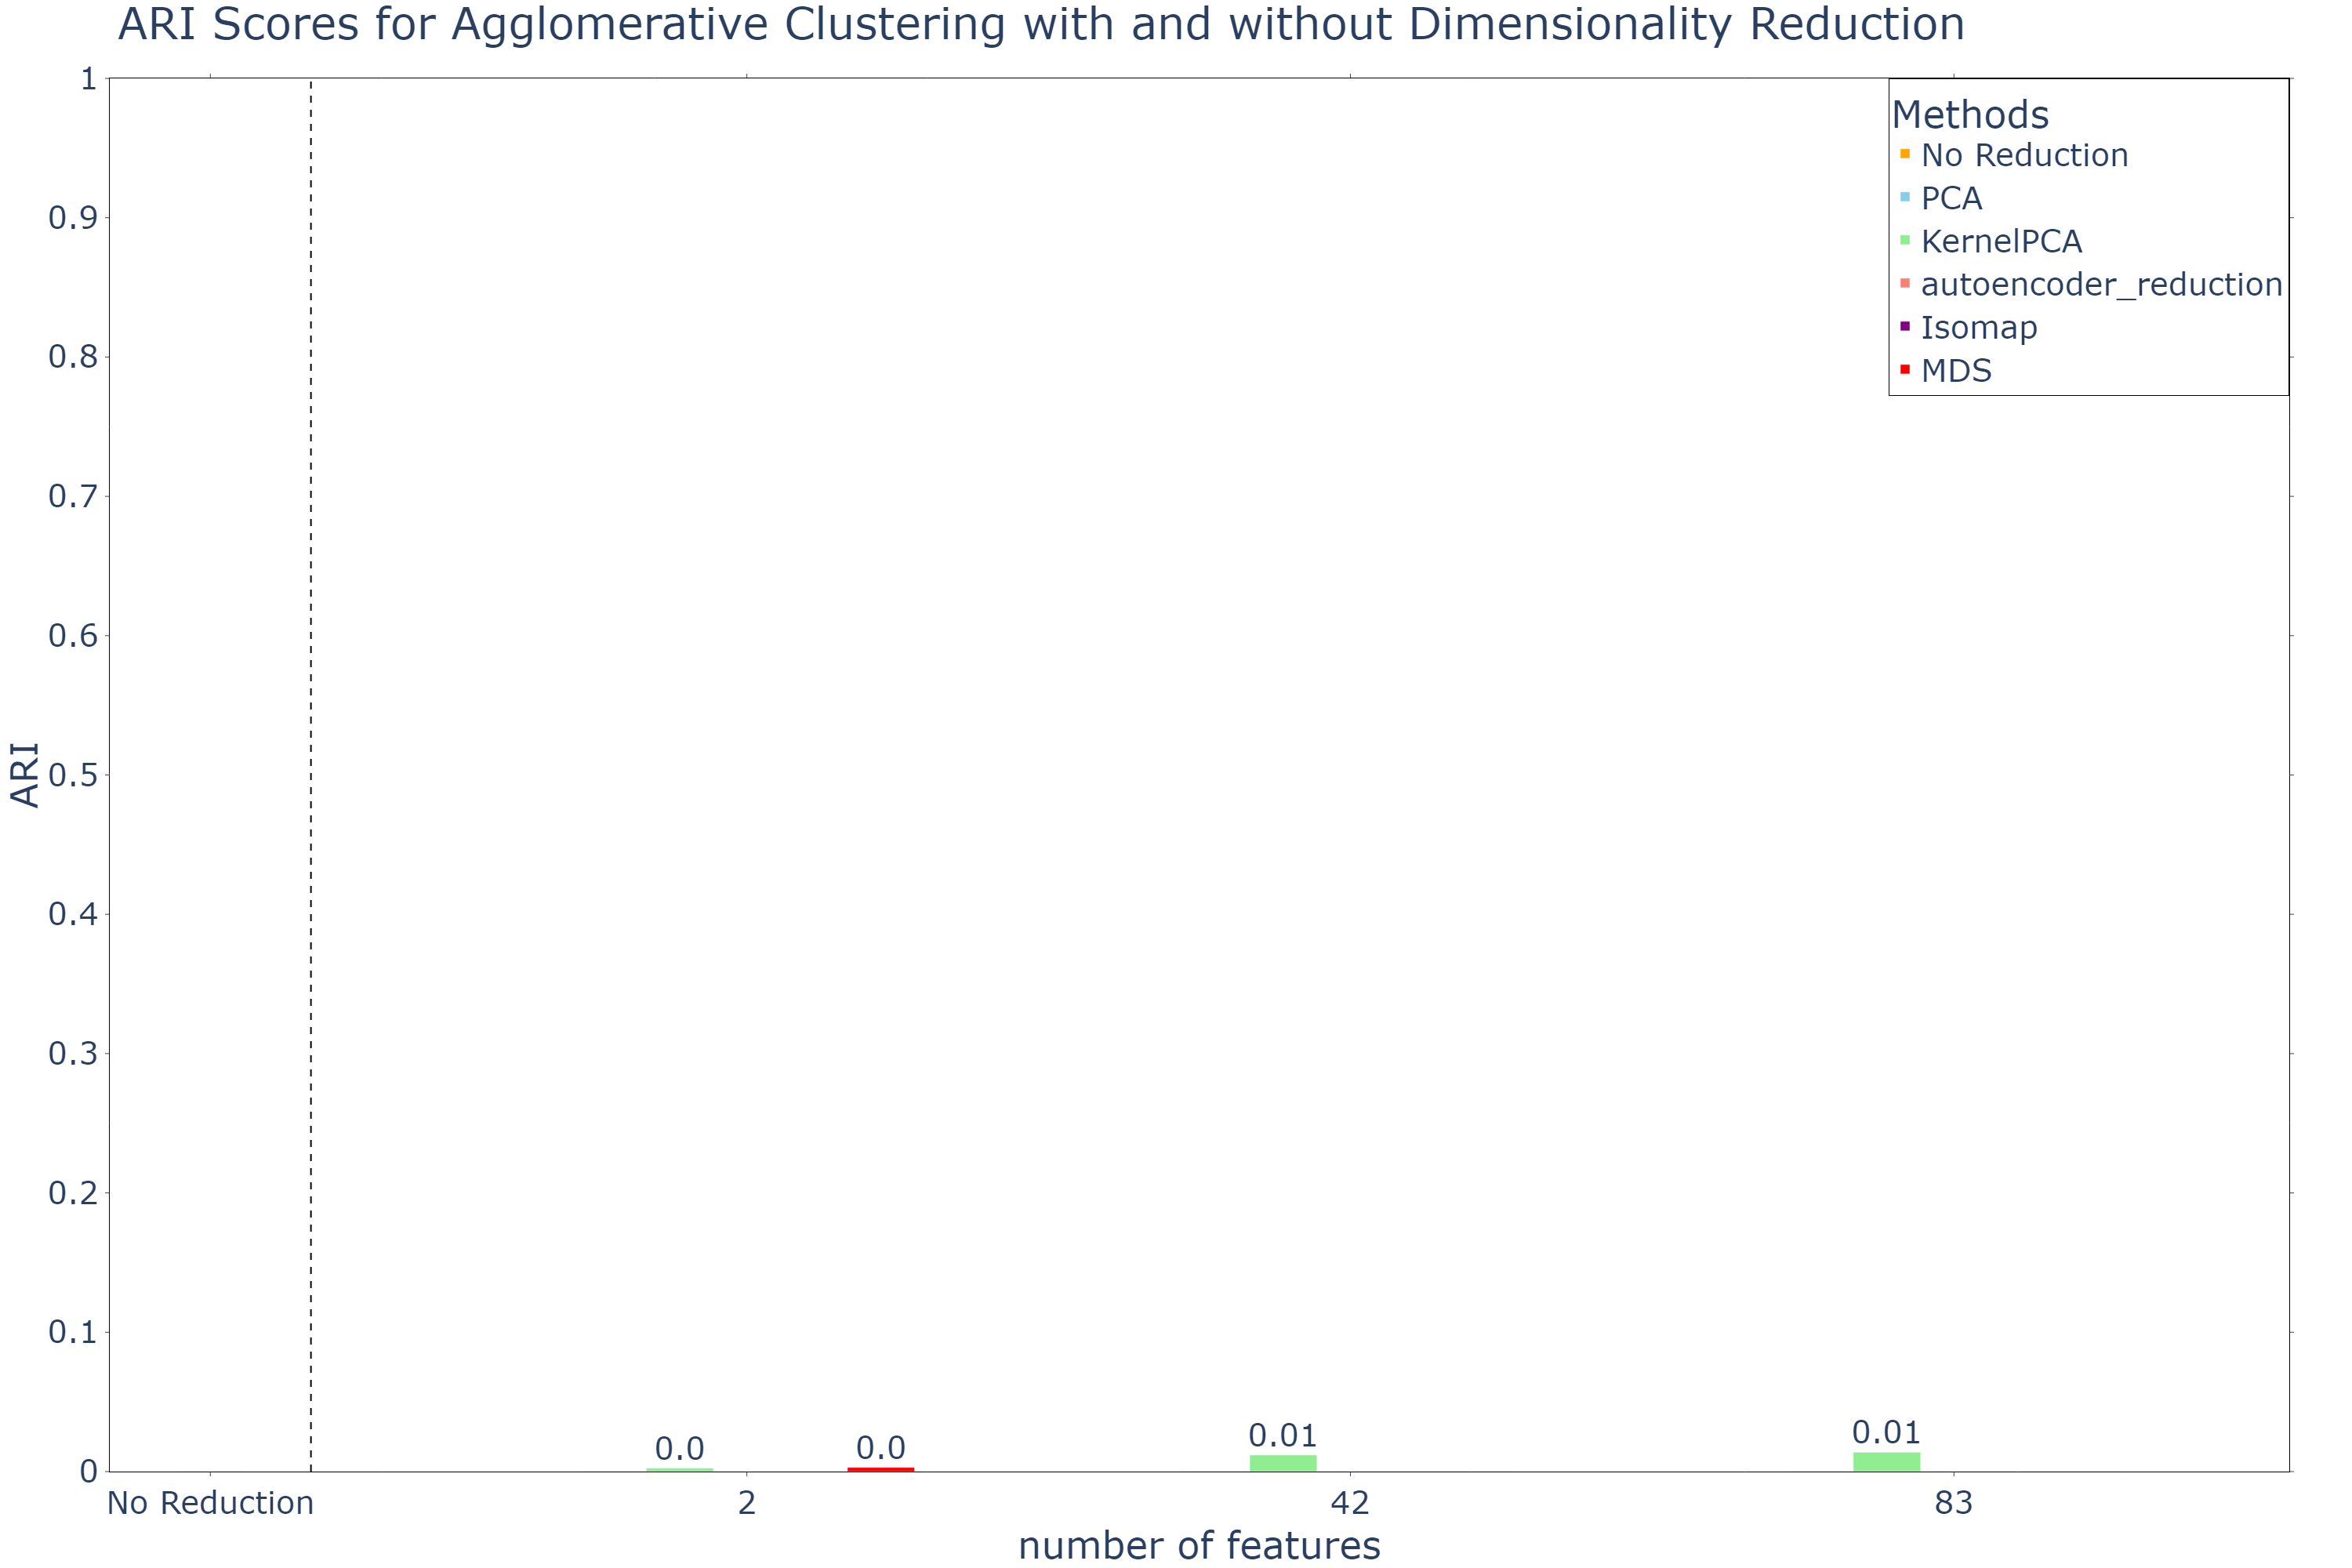 ARI Scores for Agglomerative Clustering with and without Dimensionality Reduction
1
0.9
0.8
0.7
0.6
0.5
0.4
0.3
0.2
0.1
0
ARI
Methods
No Reduction
PCA
KernelPCA
autoencoder_reduction
Isomap
MDS
0.0
0.0
0.01
0.01
No Reduction
2
42
83
number of features